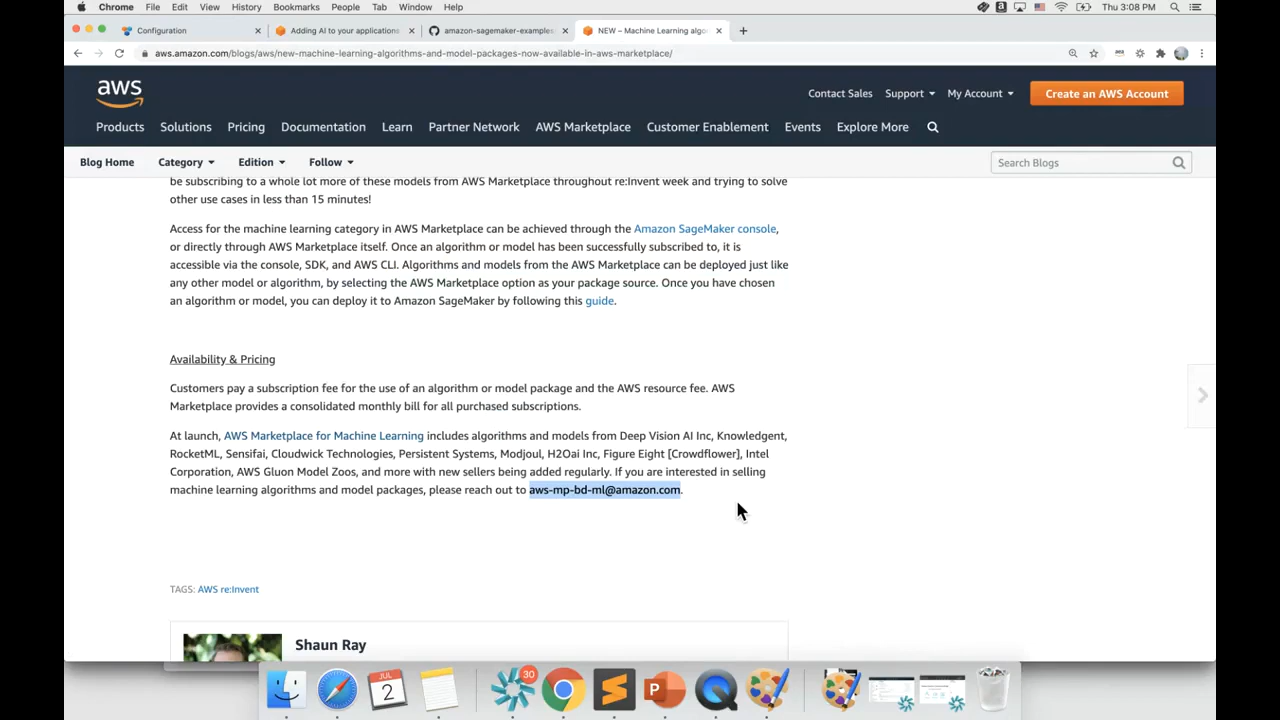 Chrome File Edit View History Bookmarks People Tab Window Help Thu 3:08 PM
Configuration Adding AI to your applications amazon-sagemaker-examples NEW – Machine Learning algo
aws.amazon.com/blogs/aws/new-machine-learning-algorithms-and-model-packages-now-available-in-aws-marketplace/
aws
Contact Sales Support My Account Create an AWS Account
Products Solutions Pricing Documentation Learn Partner Network AWS Marketplace Customer Enablement Events Explore More
Blog Home Category Edition Follow Search Blogs
be subscribing to a whole lot more of these models from AWS Marketplace throughout re:Invent week and trying to solve
other use cases in less than 15 minutes!
Access for the machine learning category in AWS Marketplace can be achieved through the Amazon SageMaker console,
or directly through AWS Marketplace itself. Once an algorithm or model has been successfully subscribed to, it is
accessible via the console, SDK, and AWS CLI. Algorithms and models from the AWS Marketplace can be deployed just like
any other model or algorithm, by selecting the AWS Marketplace option as your package source. Once you have chosen
an algorithm or model, you can deploy it to Amazon SageMaker by following this guide.
Availability & Pricing
Customers pay a subscription fee for the use of an algorithm or model package and the AWS resource fee. AWS
Marketplace provides a consolidated monthly bill for all purchased subscriptions.
At launch, AWS Marketplace for Machine Learning includes algorithms and models from Deep Vision AI Inc, Knowledgent,
RocketML, Sensifai, Cloudwick Technologies, Persistent Systems, Modjoul, H2Oai Inc, Figure Eight [Crowdflower], Intel
Corporation, AWS Gluon Model Zoos, and more with new sellers being added regularly. If you are interested in selling
machine learning algorithms and model packages, please reach out to aws-mp-bd-ml@amazon.com.
TAGS: AWS re:Invent
Shaun Ray
JUL
2
30